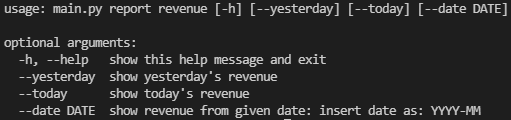 usage: main.py report revenue [-h] [--yesterday] [--today] [--date DATE]
optional arguments:
-h, --help show this help message and exit
--yesterday show yesterday's revenue
--today show today's revenue
--date DATE show revenue from given date: insert date as: YYYY-MM